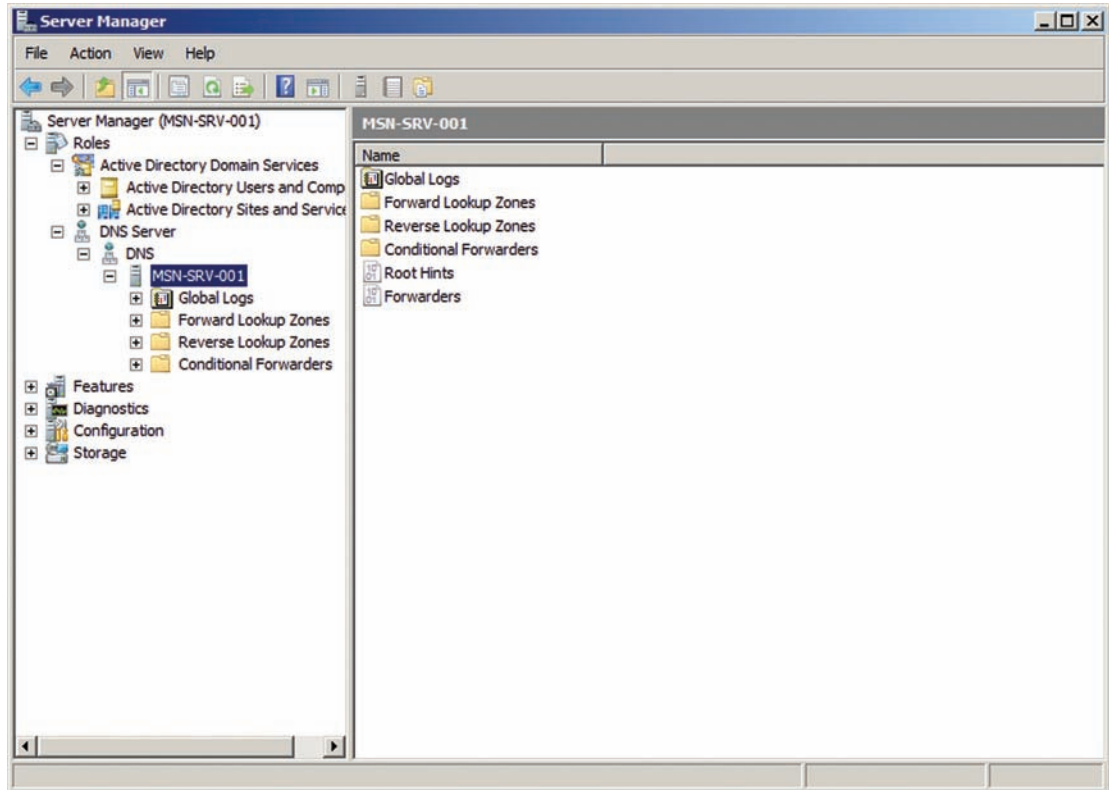 Server Manager
File Action View Help
Server Manager (MSN-SRV-001)
Roles
Active Directory Domain Services
Active Directory Users and Comp
Active Directory Sites and Service
DNS Server
DNS
MSN-SRV-001
Global Logs
Forward Lookup Zones
Reverse Lookup Zones
Conditional Forwarders
Features
Diagnostics
Configuration
Storage
MSN-SRV-001
Name
Global Logs
Forward Lookup Zones
Reverse Lookup Zones
Conditional Forwarders
Root Hints
Forwarders